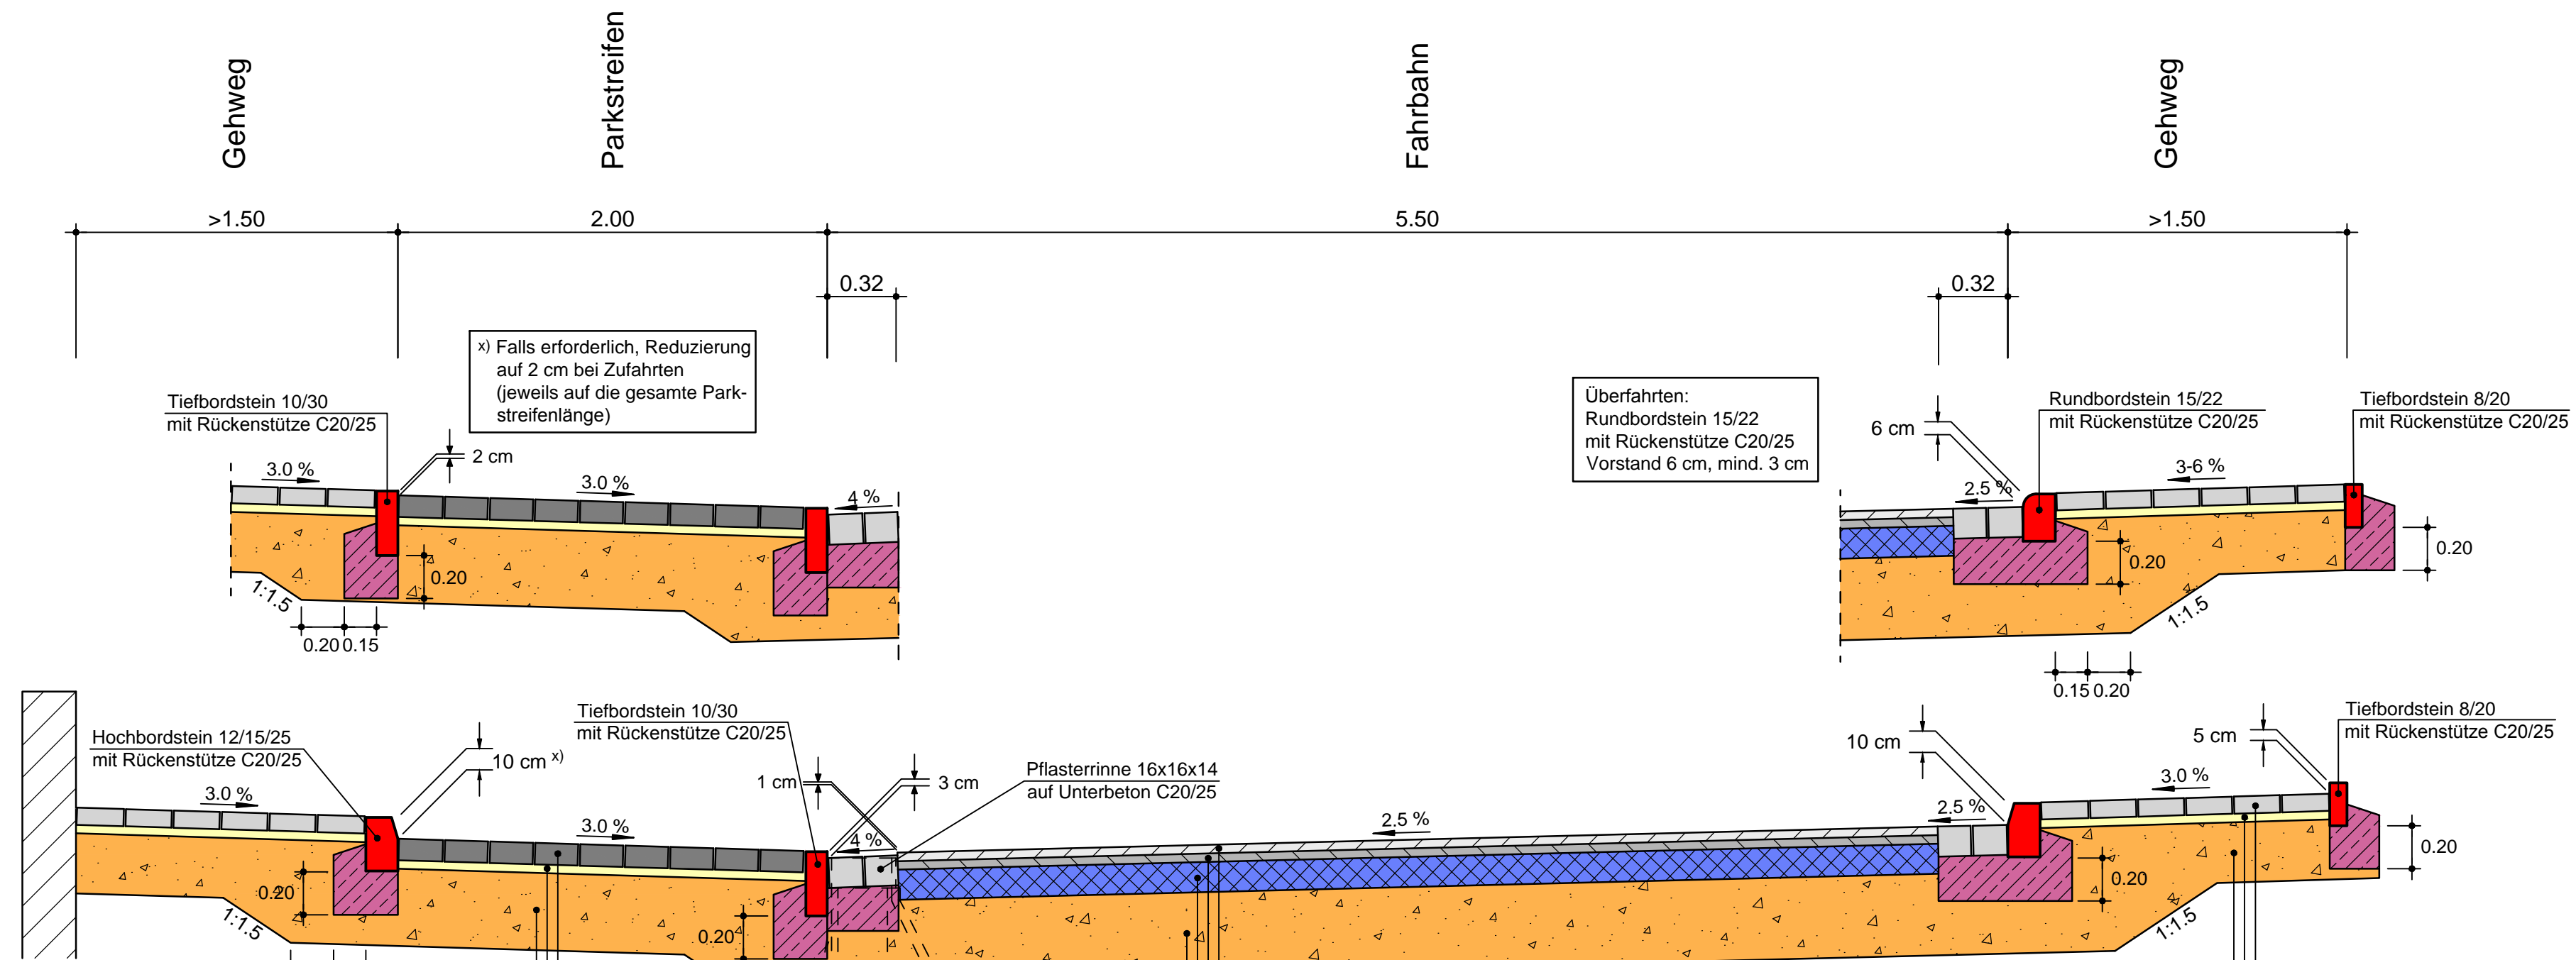 Gehweg
Parkstreifen
Fahrbahn
Gehweg
>1.50
2.00
5.50
>1.50
0.32
0.32
x) Falls erforderlich, Reduzierung
auf 2 cm bei Zufahrten
(jeweils auf die gesamte Park-
streifenlänge)
Tiefbordstein 10/30
mit Rückenstütze C20/25
2 cm
3.0 %
3.0 %
4 %
0.20
1:1.5
0.20
0.15
Überfahrten:
Rundbordstein 15/22
mit Rückenstütze C20/25
Vorstand 6 cm, mind. 3 cm
6 cm
Rundbordstein 15/22
mit Rückenstütze C20/25
Tiefbordstein 8/20
mit Rückenstütze C20/25
2.5 %
3-6 %
0.20
0.20
1:1.5
0.15
0.20
Hochbordstein 12/15/25
mit Rückenstütze C20/25
10 cm x)
Tiefbordstein 10/30
mit Rückenstütze C20/25
1 cm
3 cm
Pflasterrinne 16x16x14
auf Unterbeton C20/25
10 cm
5 cm
Tiefbordstein 8/20
mit Rückenstütze C20/25
3.0 %
3.0 %
4 %
2.5 %
2.5 %
3.0 %
0.20
1:1.5
0.20
0.20
1:1.5
0.20